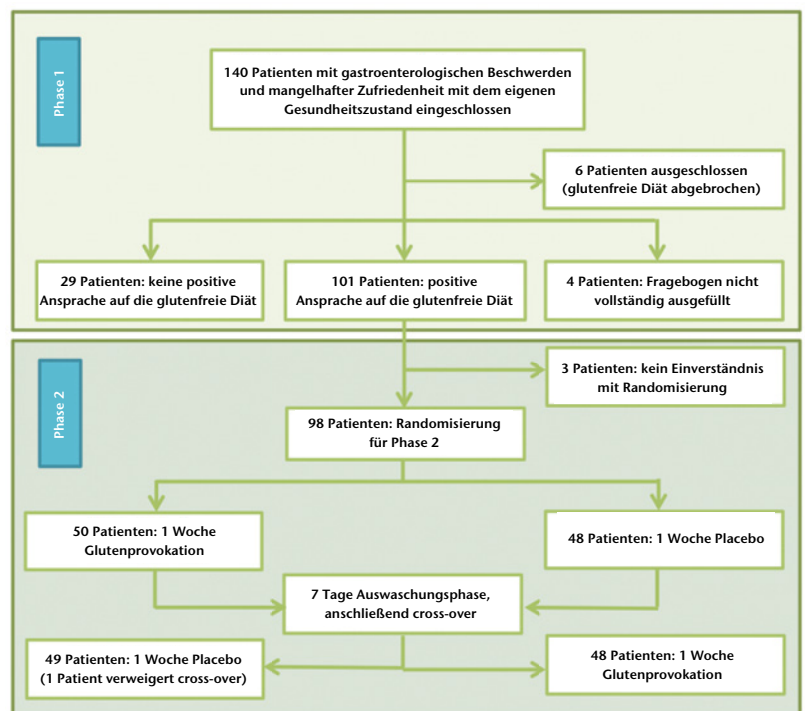 Phase 1
140 Patienten mit gastroenterologischen Beschwerden
und mangelhafter Zufriedenheit mit dem eigenen
Gesundheitszustand eingeschlossen
6 Patienten ausgeschlossen
(glutenfreie Diät abgebrochen)
29 Patienten: keine positive
Ansprache auf die glutenfreie Diät
101 Patienten: positive
Ansprache auf die glutenfreie Diät
4 Patienten: Fragebogen nicht
vollständig ausgefüllt
Phase 2
3 Patienten: kein Einverständnis
mit Randomisierung
98 Patienten: Randomisierung
für Phase 2
50 Patienten: 1 Woche
Glutenprovokation
48 Patienten: 1 Woche Placebo
7 Tage Auswaschungsphase,
anschließend cross-over
49 Patienten: 1 Woche Placebo
(1 Patient verweigert cross-over)
48 Patienten: 1 Woche
Glutenprovokation